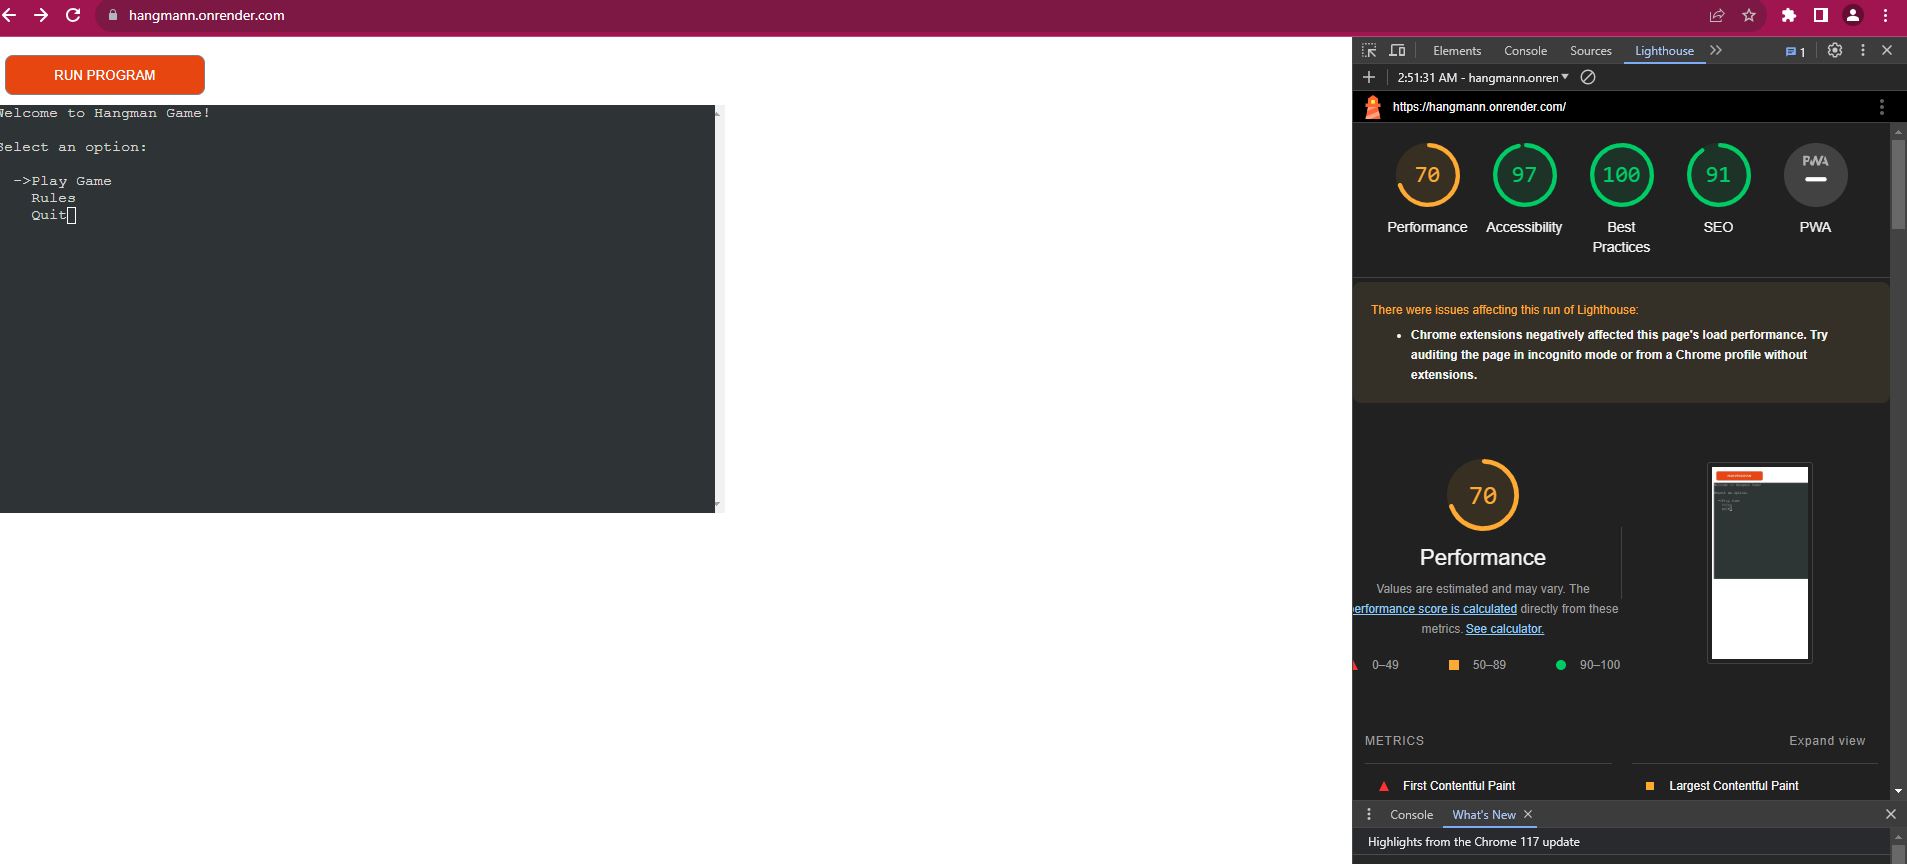 hangmann.onrender.com
RUN PROGRAM
Welcome to Hangman Game!
Select an option:
->Play Game
Rules
Quit
Elements Console Sources Lighthouse 1
2:51:31 AM - hangmann.onren
https://hangmann.onrender.com/
70 97 100 91 PWA
Performance Accessibility Best Practices SEO PWA
There were issues affecting this run of Lighthouse:
Chrome extensions negatively affected this page's load performance. Try
auditing the page in incognito mode or from a Chrome profile without
extensions.
70
Performance
Values are estimated and may vary. The
erformance score is calculated directly from these
metrics. See calculator.
0–49 50–89 90–100
METRICS Expand view
First Contentful Paint Largest Contentful Paint
Console What's New
Highlights from the Chrome 117 update